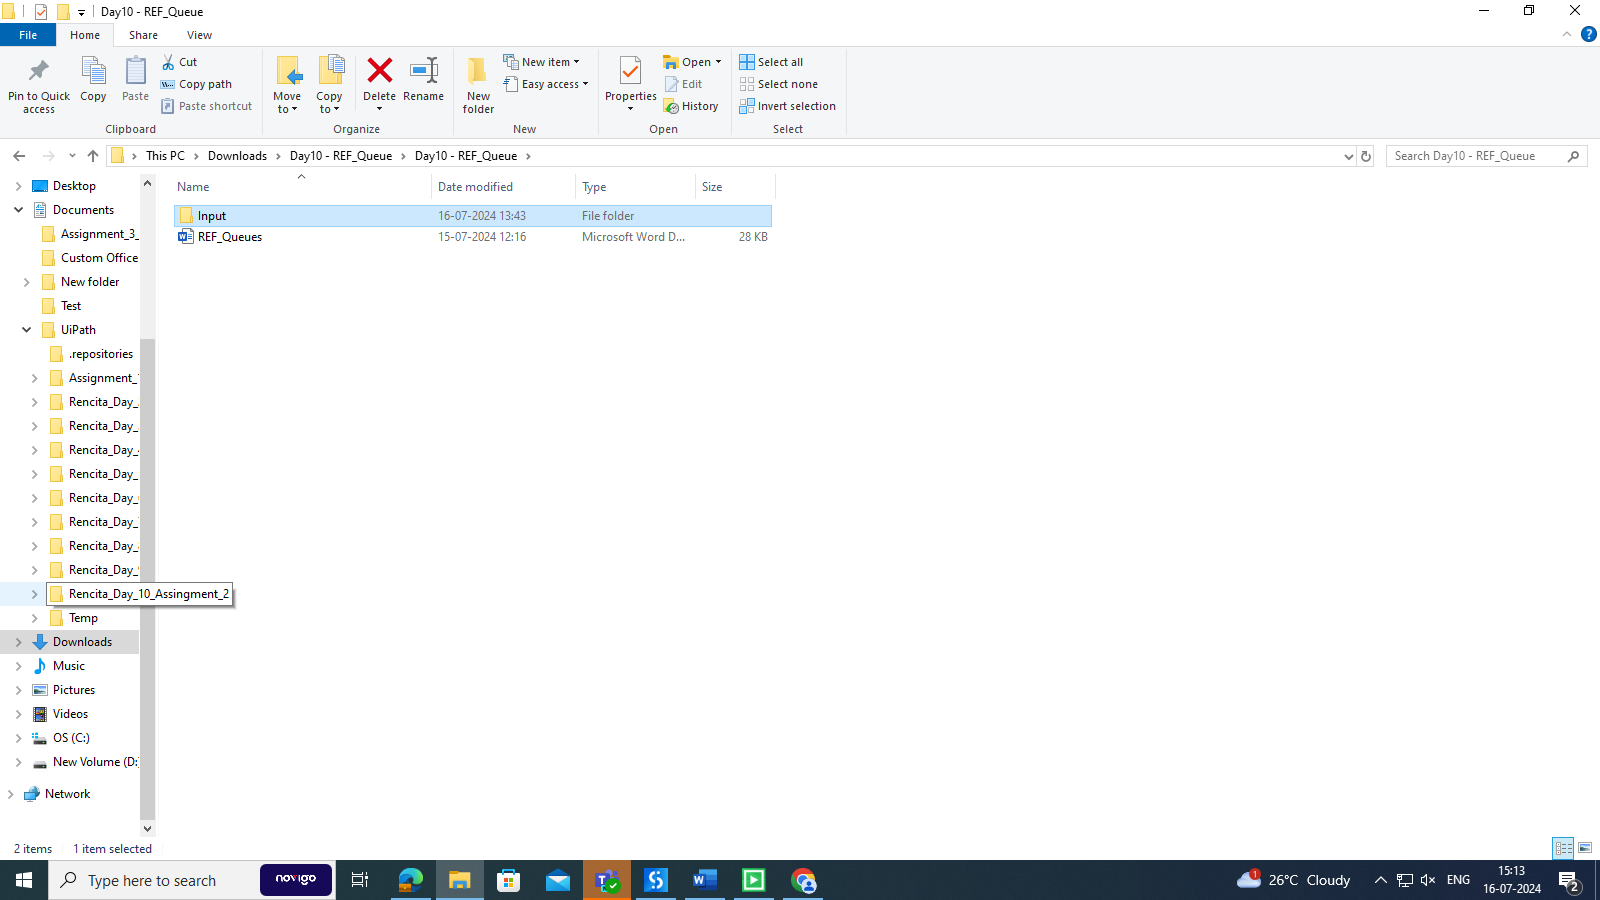 Day10 - REF_Queue
File Home Share View
Pin to Quick access
Copy
Paste
Cut
Copy path
Paste shortcut
Clipboard
Move to
Copy to
Delete
Rename
Organize
New folder
New item
Easy access
New
Properties
Open
Edit
History
Open
Select all
Select none
Invert selection
Select
This PC Downloads Day10 - REF_Queue Day10 - REF_Queue
Search Day10 - REF_Queue
Desktop
Documents
Assignment_3_
Custom Office
New folder
Test
UiPath
.repositories
Assignment_
Rencita_Day_
Rencita_Day_
Rencita_Day_
Rencita_Day_
Rencita_Day_
Rencita_Day_
Rencita_Day_
Rencita_Day_
Rencita_Day_10_Assingment_2
Temp
Downloads
Music
Pictures
Videos
OS (C:)
New Volume (D:
Network
Name Date modified Type Size
Input 16-07-2024 13:43 File folder
REF_Queues 15-07-2024 12:16 Microsoft Word D... 28 KB
2 items 1 item selected
Type here to search
novigo
1
26°C Cloudy
ENG
15:13
16-07-2024
2